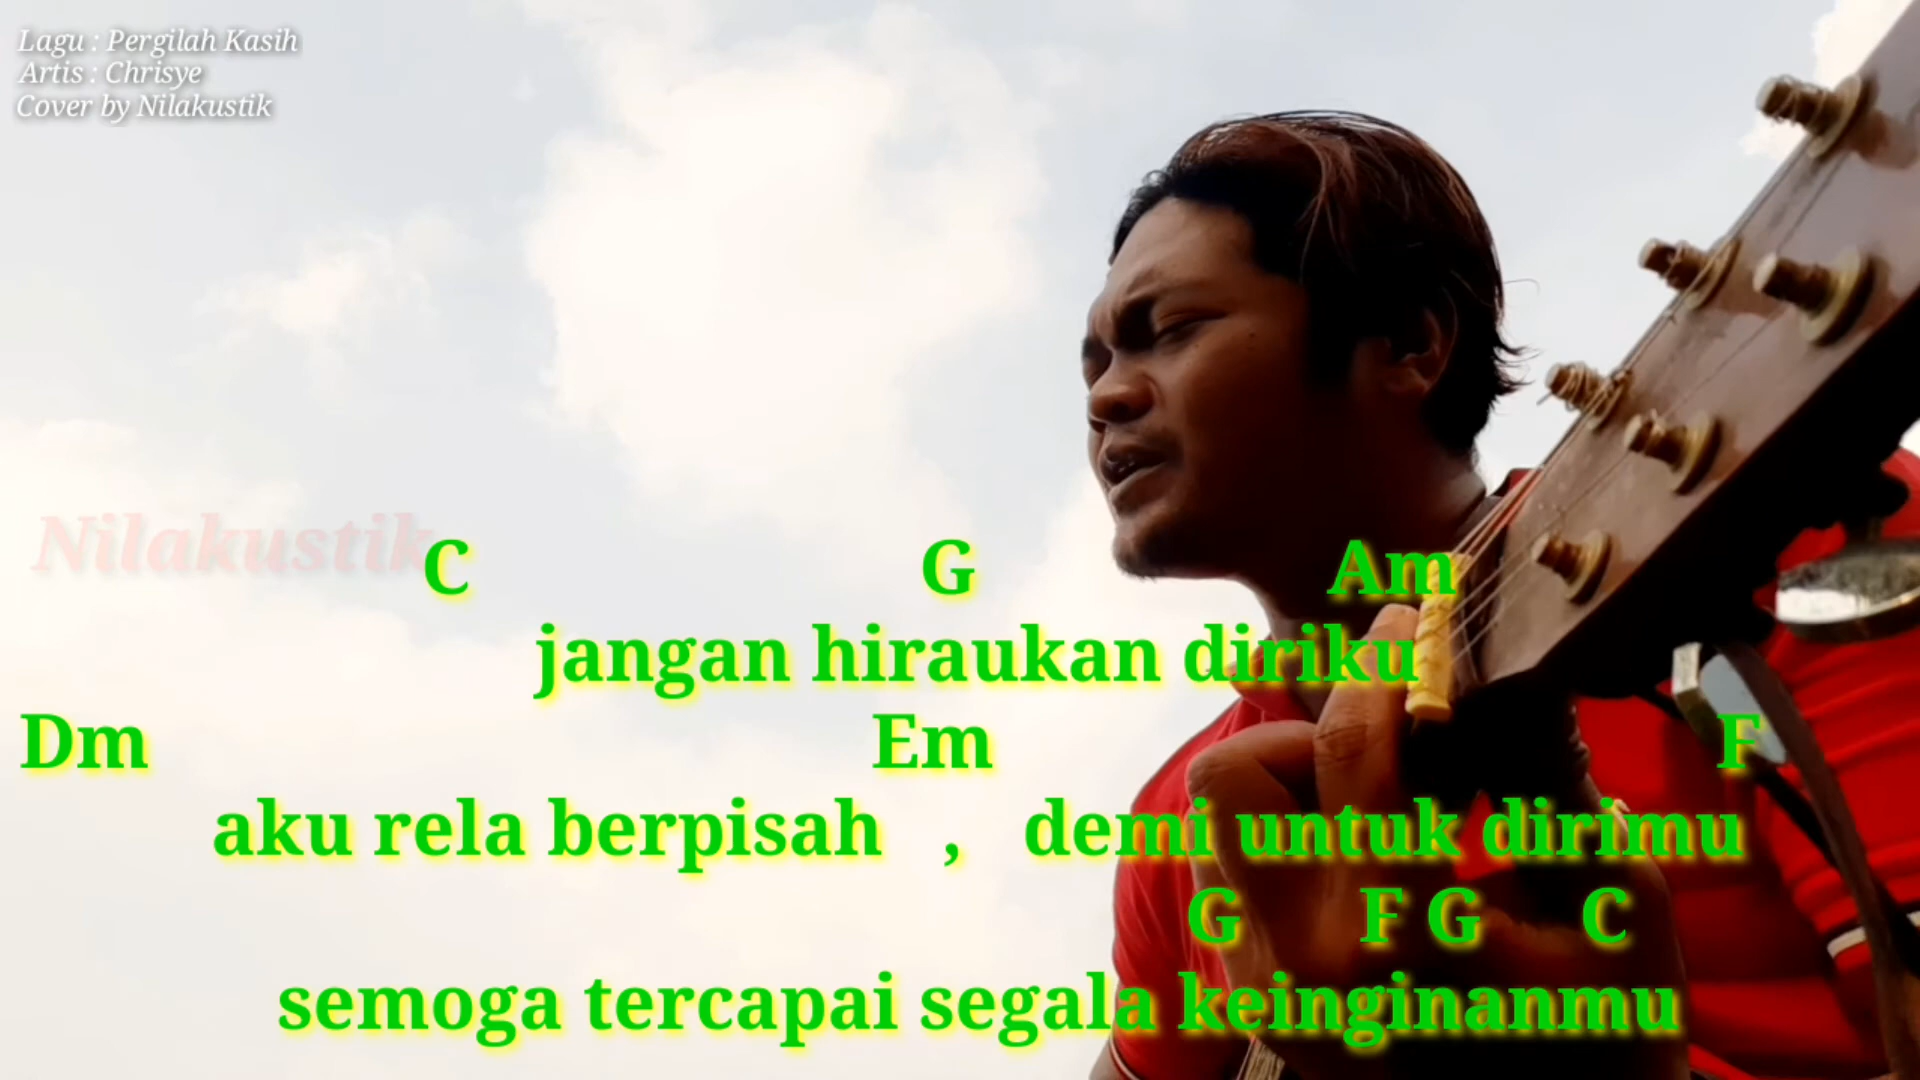 Lagu : Pergilah Kasih
Artis : Chrisye
Cover by Nilakustik
Nilakustik
C G Am
jangan hiraukan diriku
Dm Em F
aku rela berpisah , demi untuk dirimu
G F G C
semoga tercapai segala keinginanmu